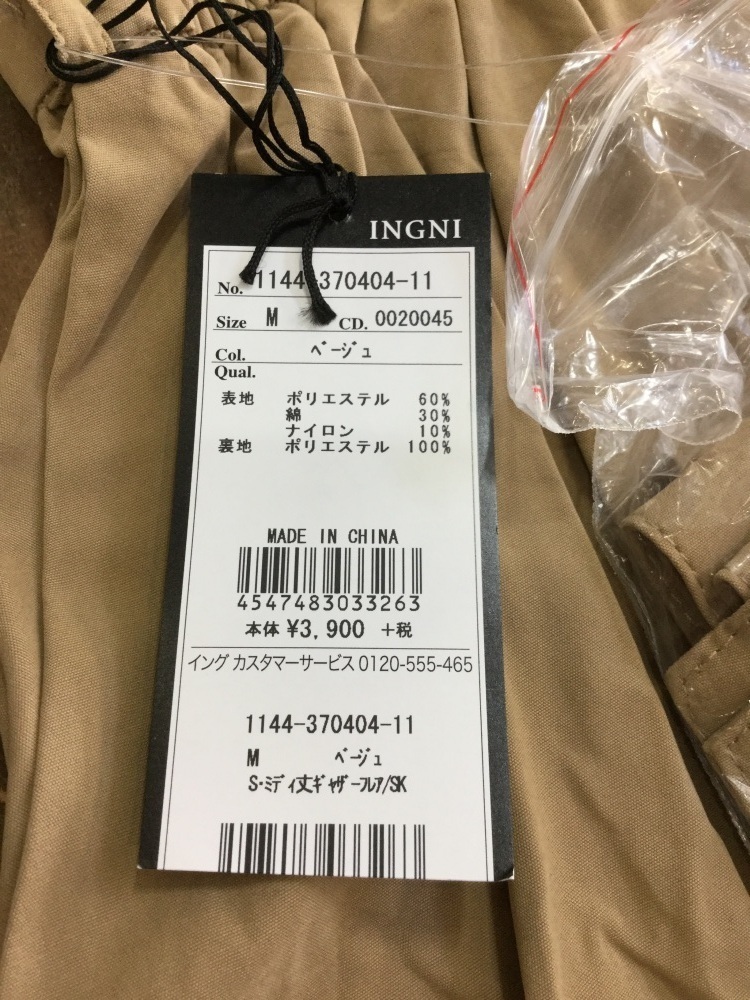 INGNI
No. 1144-370404-11
Size M CD. 0020045
Col. ベージュ
Qual.
表地 ポリエステル 60%
綿 30%
ナイロン 10%
裏地 ポリエステル 100%
MADE IN CHINA
4547483033263
本体 ¥3,900 +税
イング カスタマーサービス 0120-555-465
1144-370404-11
M ベージュ
S・ミディ丈ギャザーフレア/SK